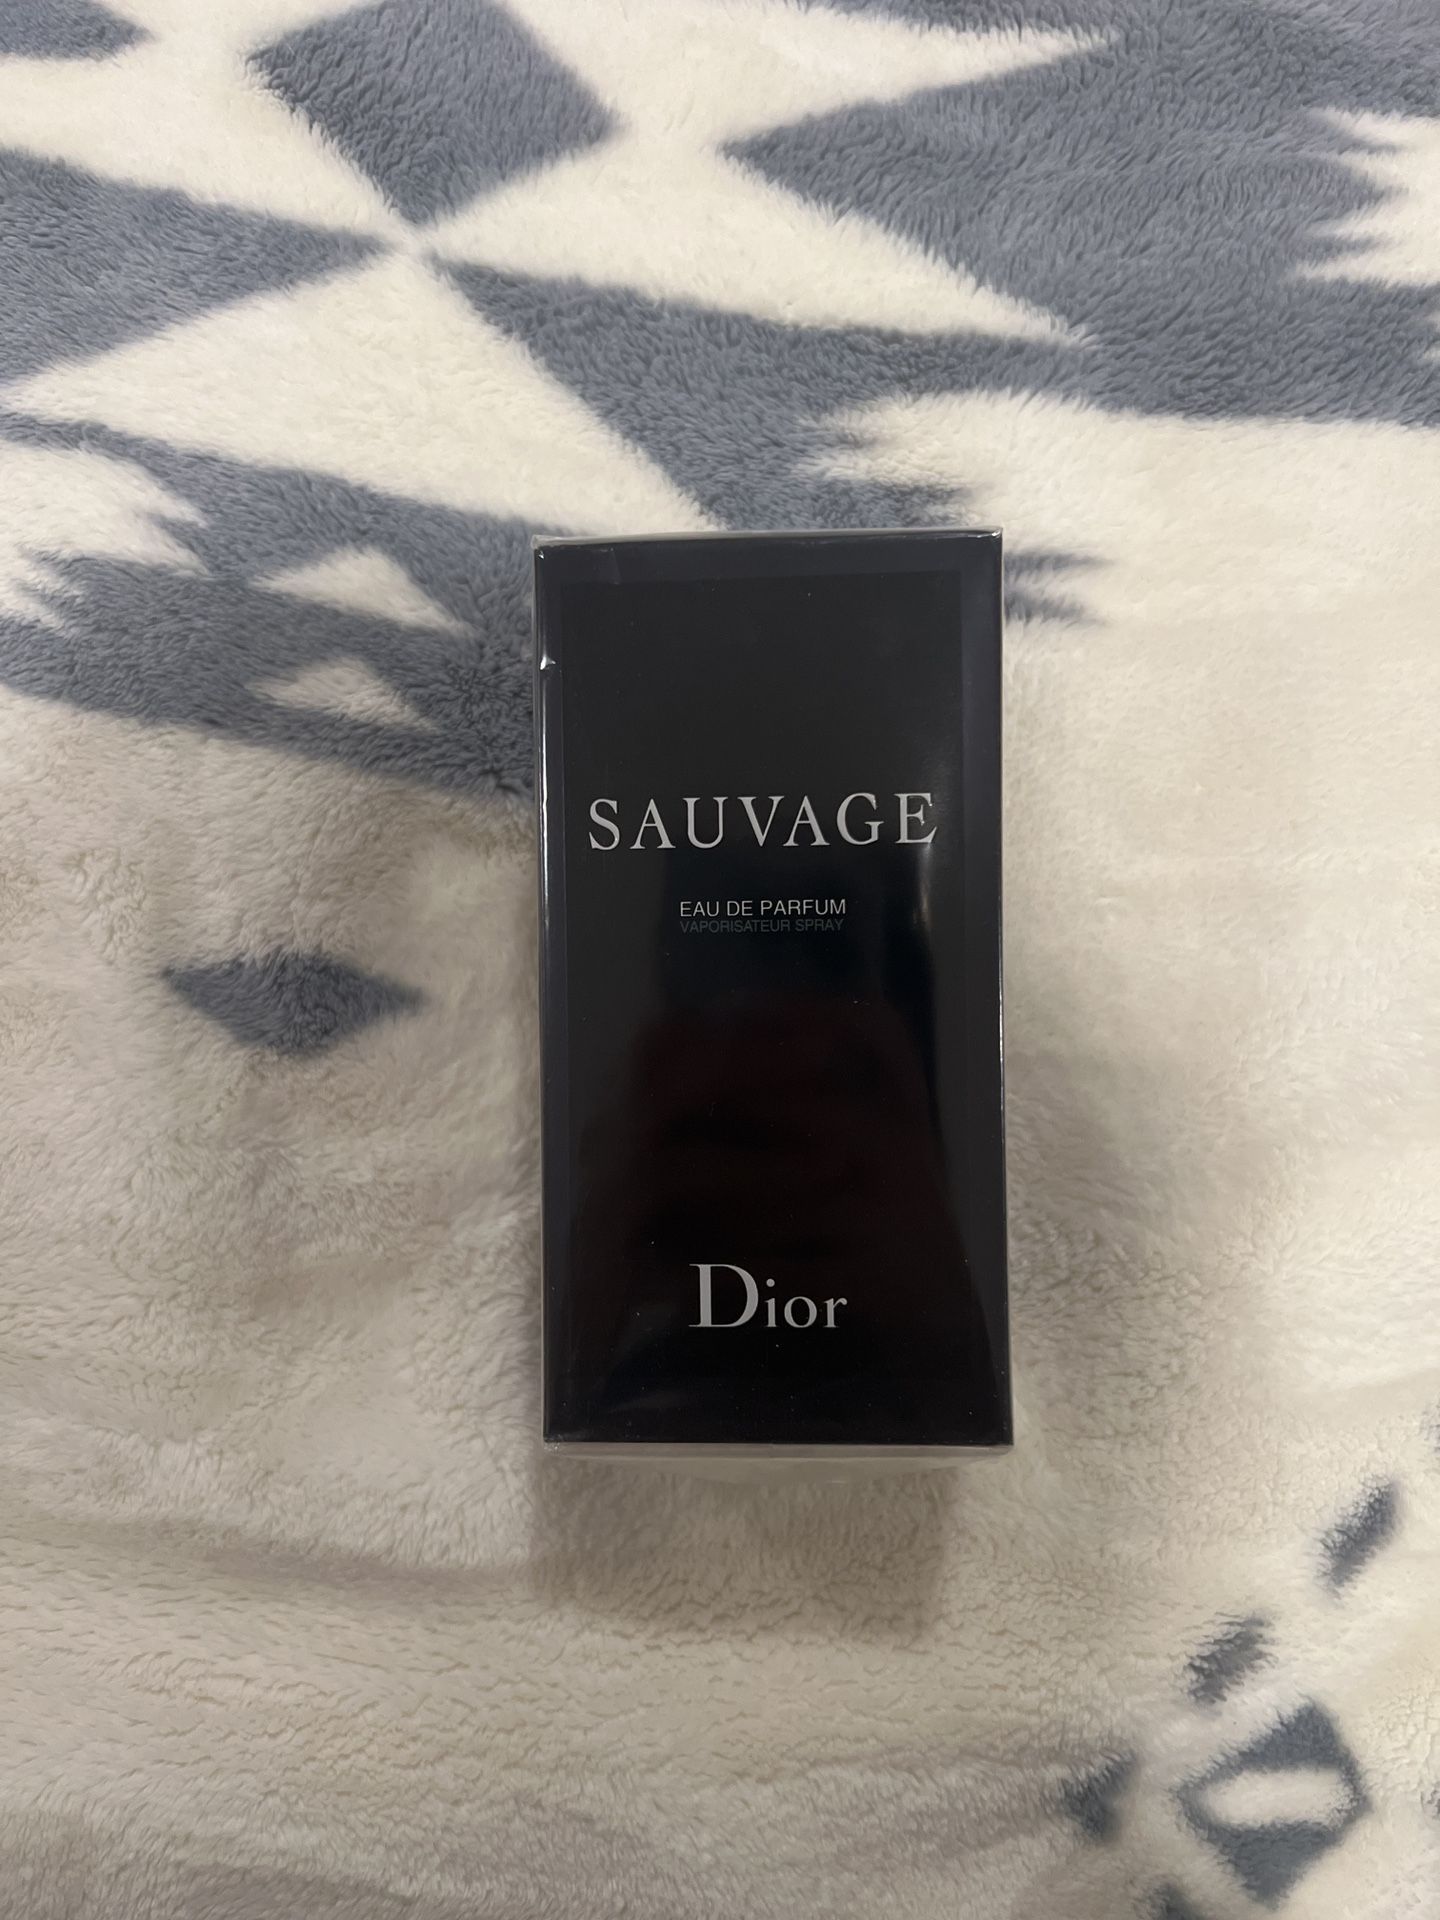 SAUVAGE
EAU DE PARFUM
VAPORISATEUR SPRAY
Dior